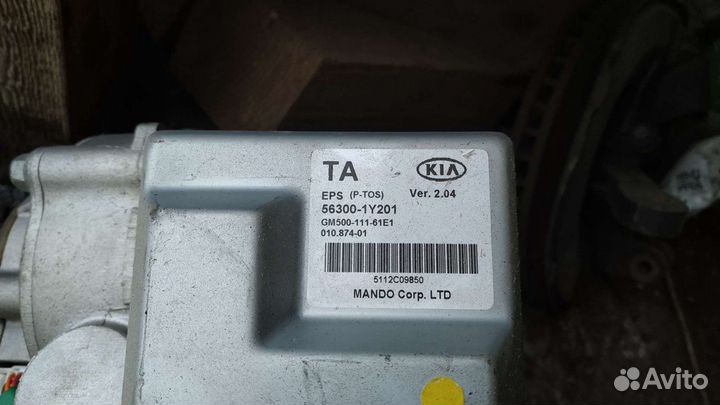 TA KIA
EPS (P-TOS) Ver. 2.04
56300-1Y201
GM500-111-61E1
010.874-01
5112C09850
MANDO Corp. LTD
Avito